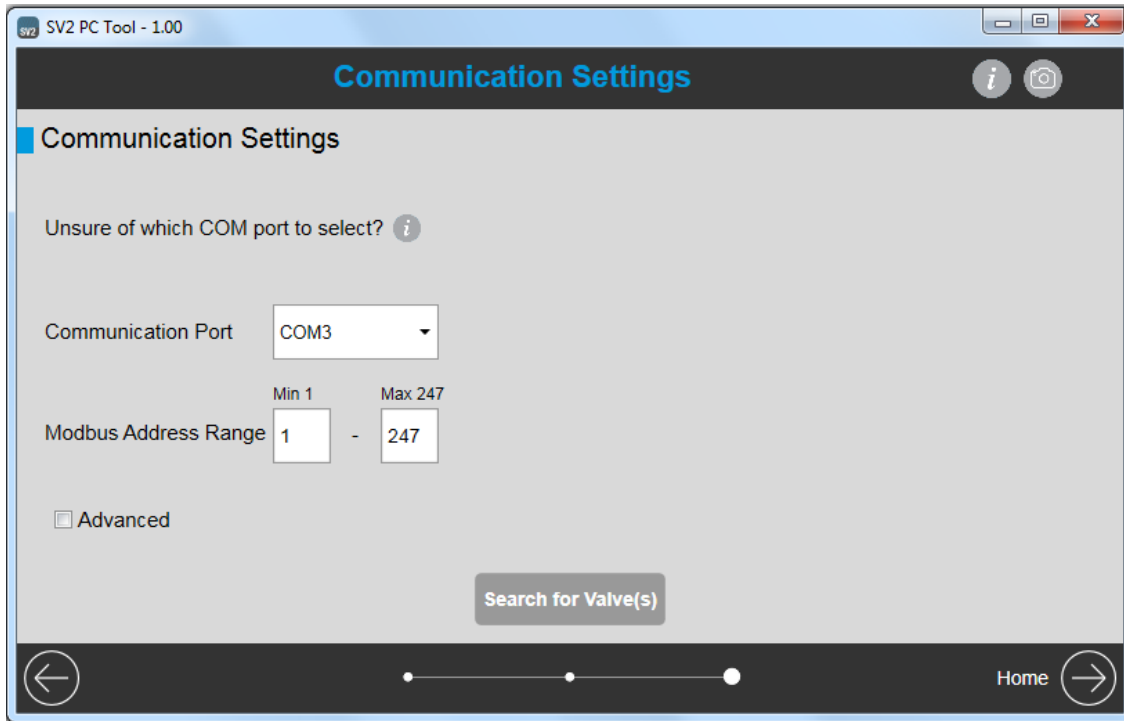 SV2 SV2 PC Tool - 1.00
Communication Settings
Communication Settings
Unsure of which COM port to select? i
Communication Port COM3
Min 1 Max 247
Modbus Address Range 1 - 247
Advanced
Search for Valve(s)
Home